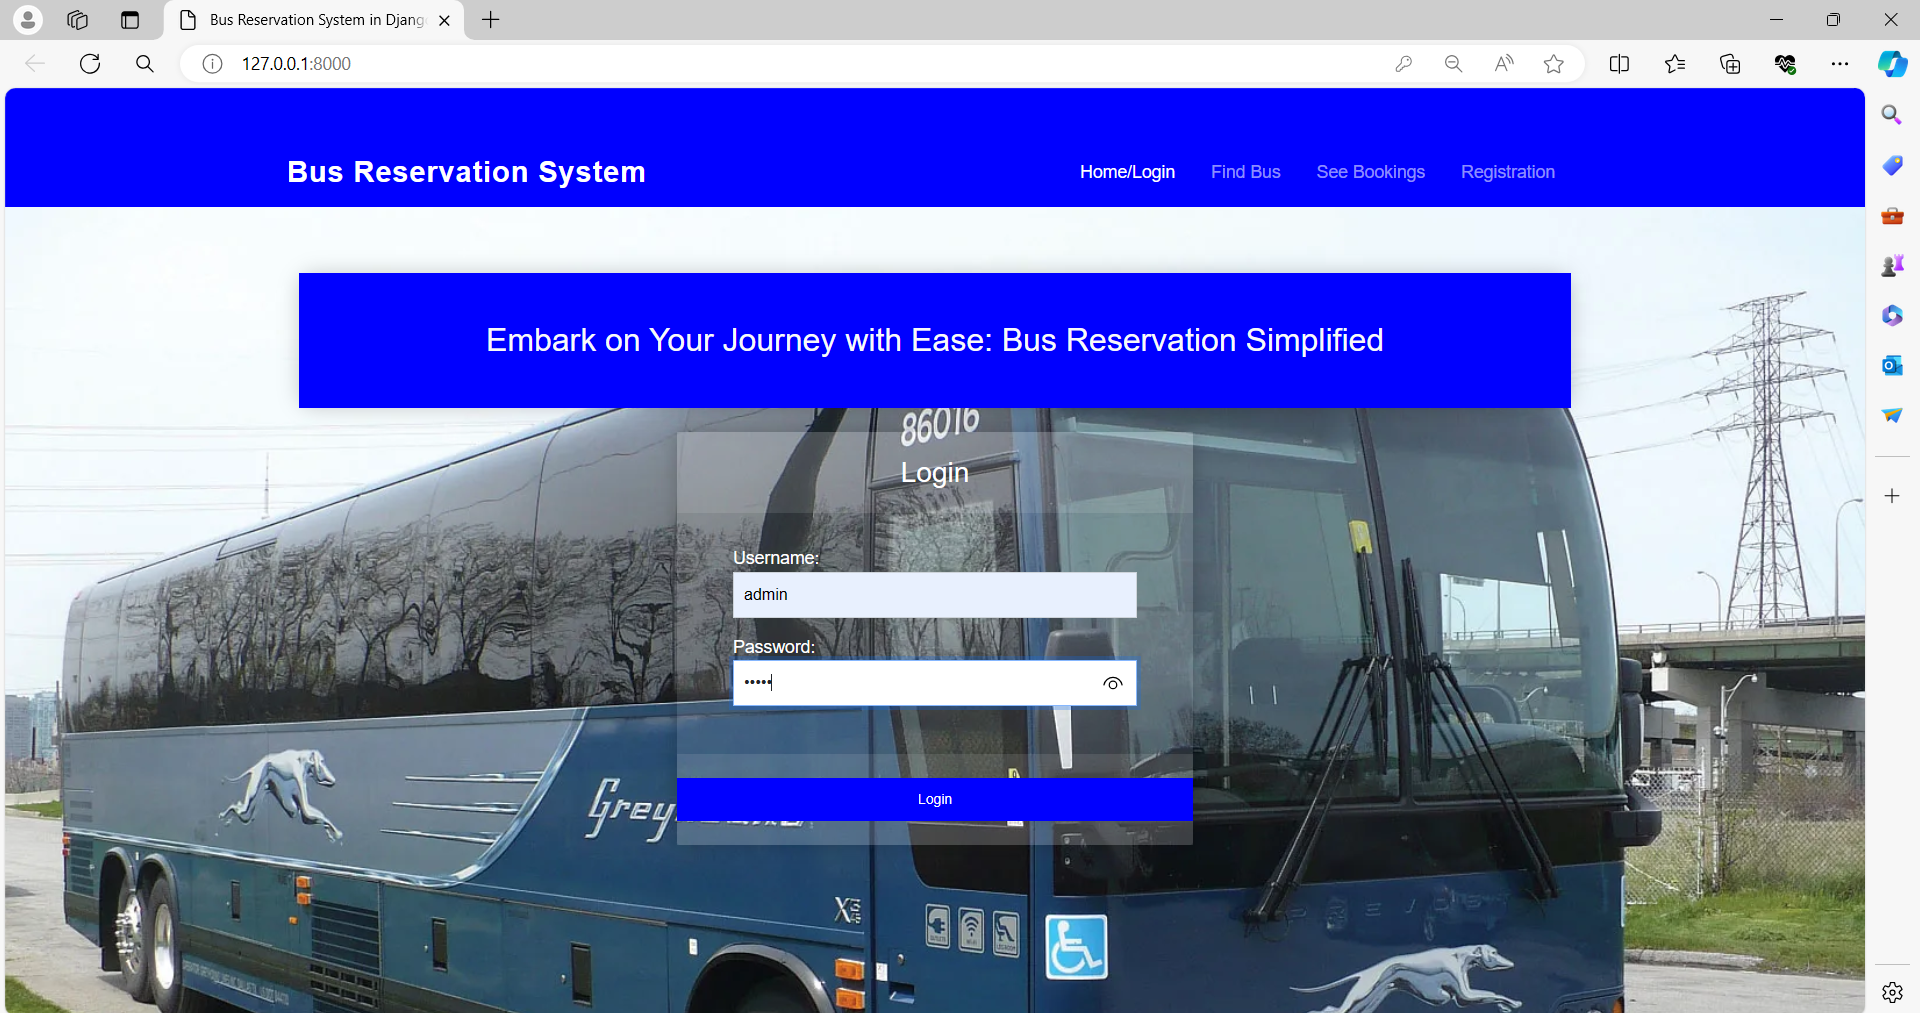 Bus Reservation System in Djang
127.0.0.1:8000
Bus Reservation System
Home/Login
Find Bus
See Bookings
Registration
Embark on Your Journey with Ease: Bus Reservation Simplified
86016
Login
Username:
admin
Password:
•••••
Login
Grey